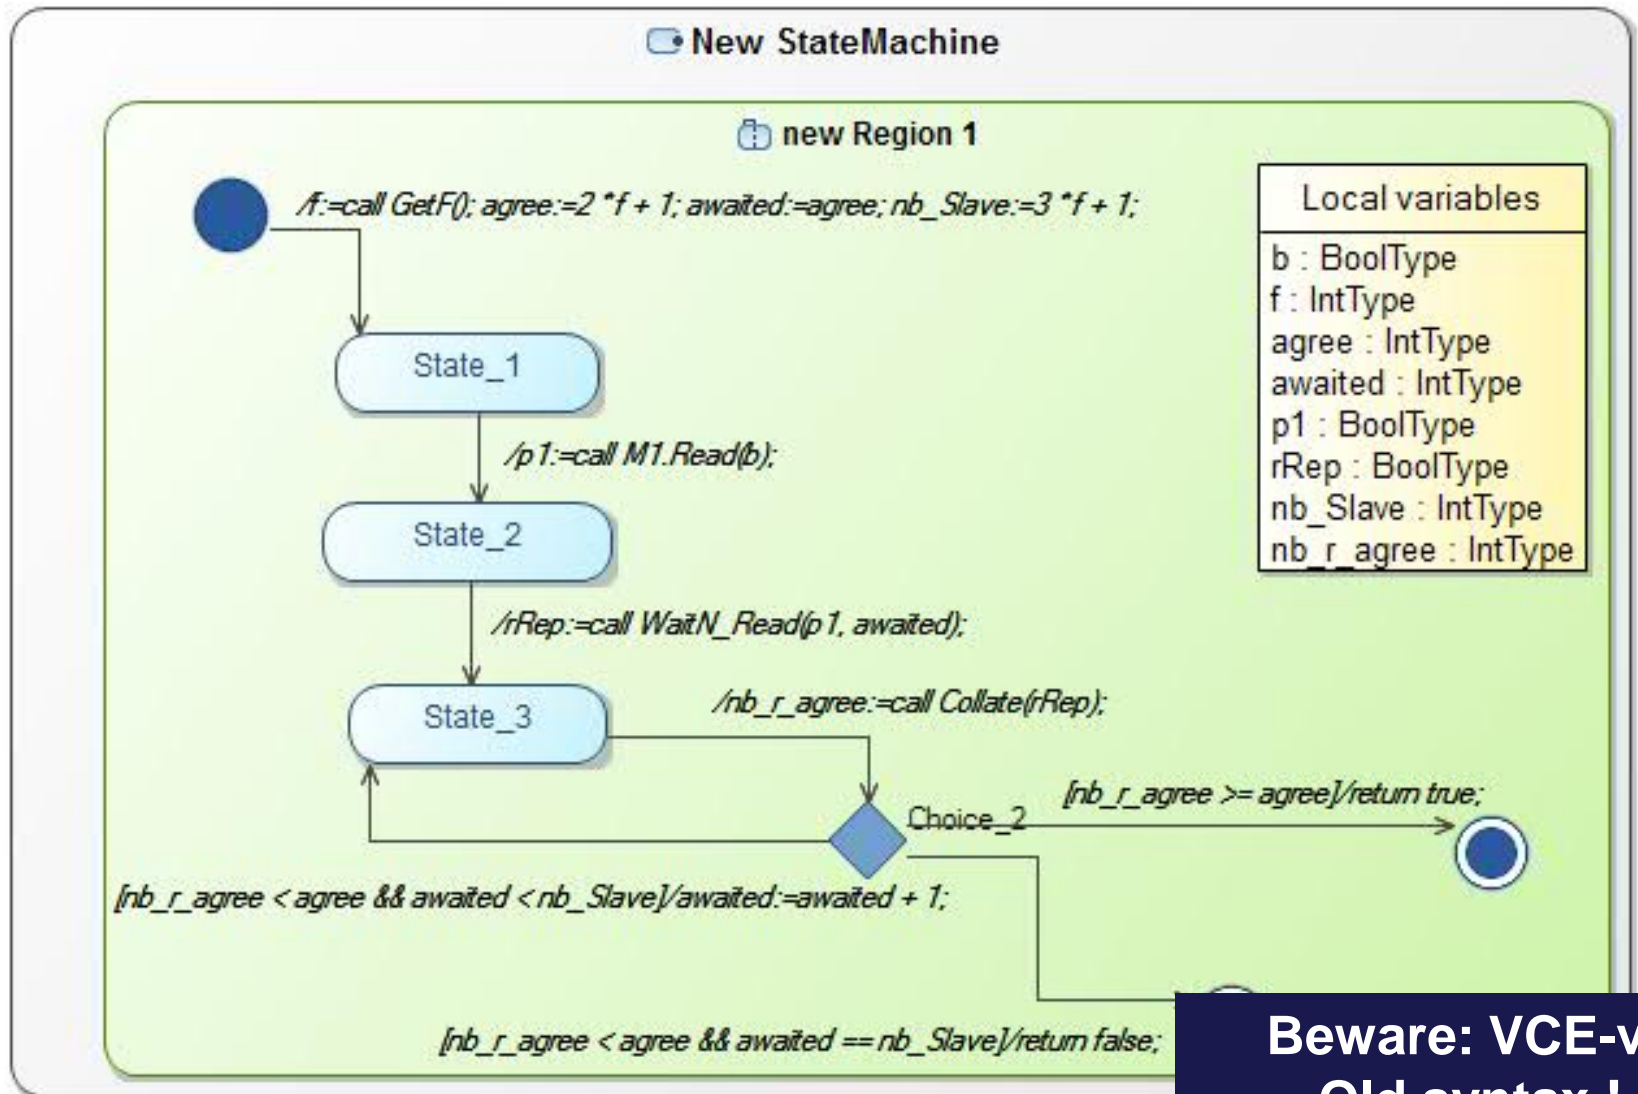 New StateMachine
new Region 1
/f:=call GetF(); agree:=2 *f + 1; awaited:=agree; nb_Slave:=3 *f + 1;
Local variables
b : BoolType
f : IntType
agree : IntType
awaited : IntType
p1 : BoolType
rRep : BoolType
nb_Slave : IntType
nb_r_agree : IntType
State_1
/p1:=call M1.Read(b);
State_2
/rRep:=call WaitN_Read(p1, awaited);
State_3
/nb_r_agree:=call Collate(rRep);
[nb_r_agree >= agree]/return true;
Choice_2
[nb_r_agree < agree && awaited < nb_Slave]/awaited:=awaited + 1;
[nb_r_agree < agree && awaited == nb_Slave]/return false;
Beware: VCE-v
Old syntax !